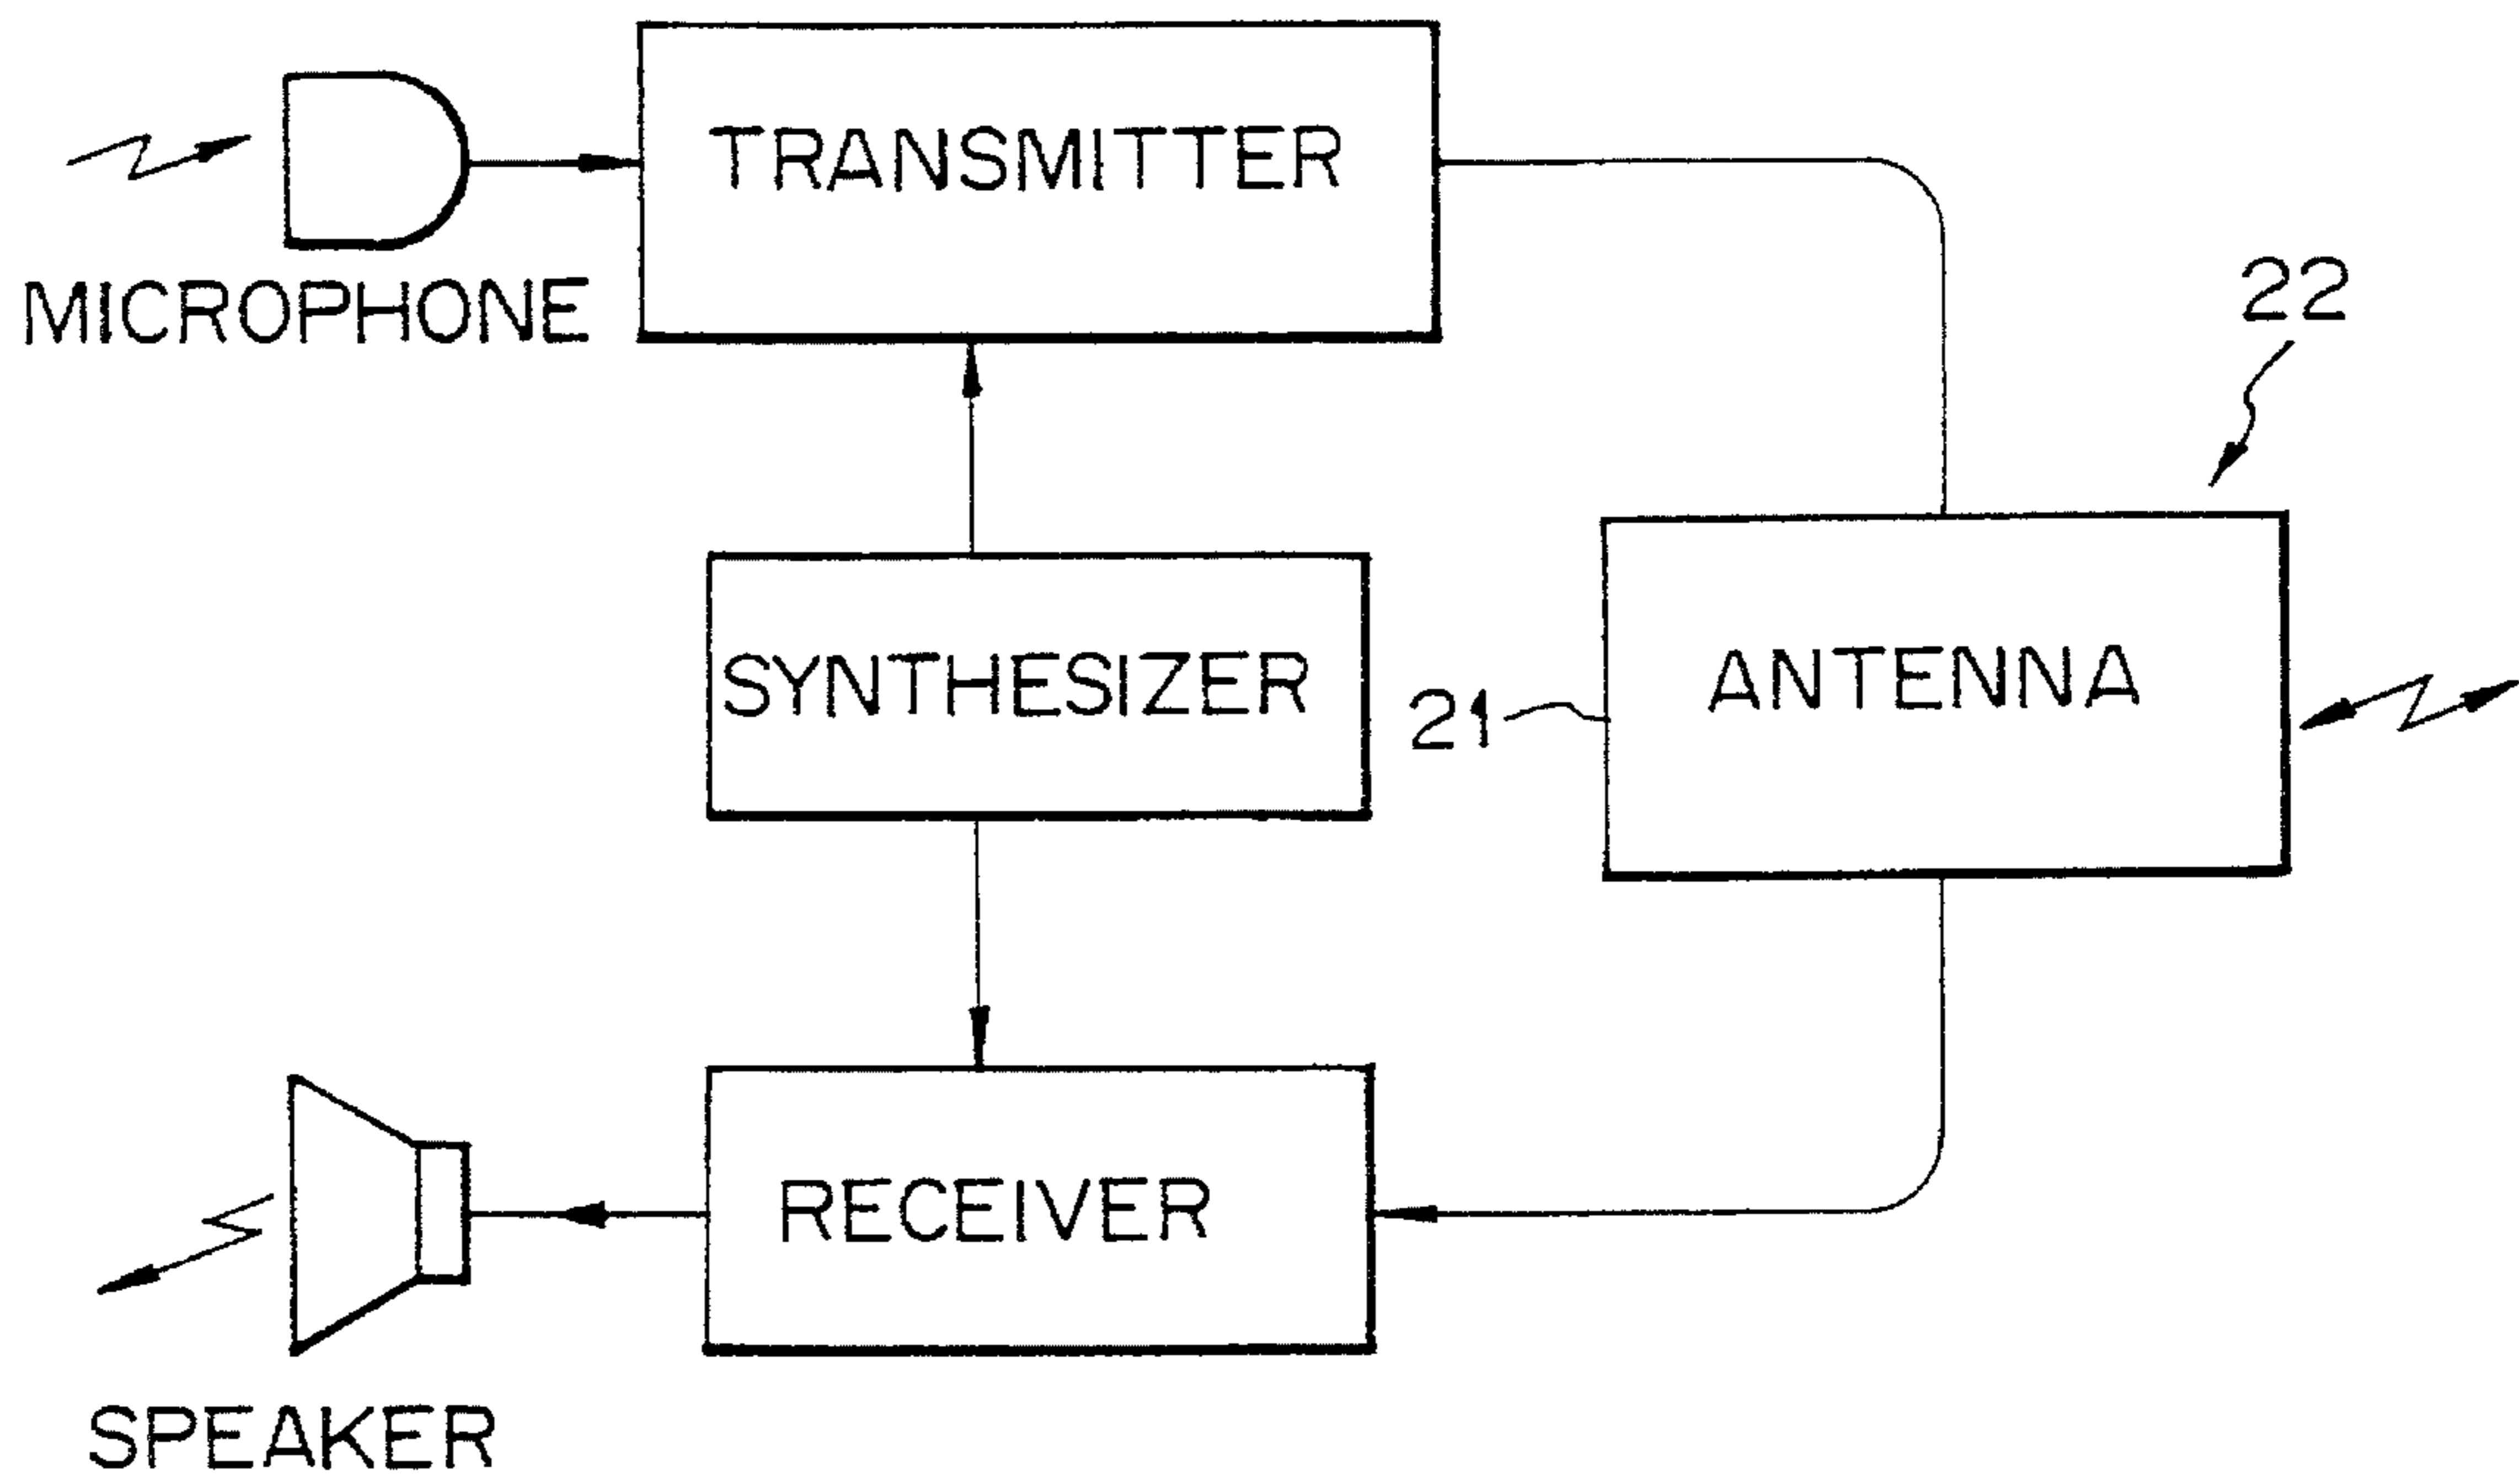 TRANSMITTER
MICROPHONE
22
SYNTHESIZER
21
ANTENNA
RECEIVER
SPEAKER